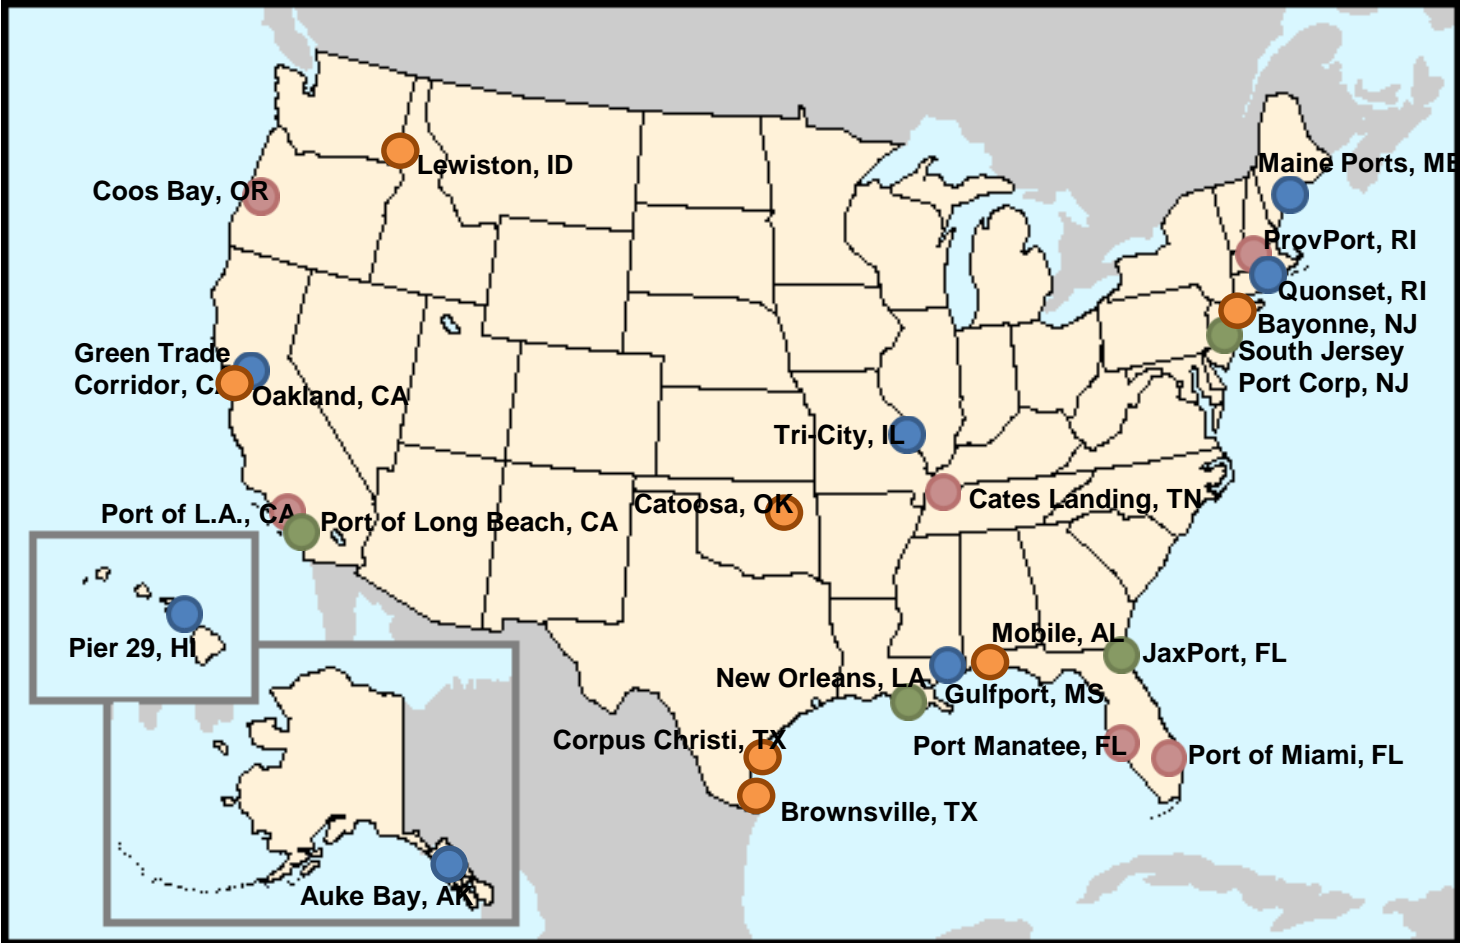 Maine Ports, ME
Lewiston, ID
Coos Bay, OR
ProvPort, RI
Quonset, RI
Bayonne, NJ
South Jersey
Port Corp, NJ
Green Trade
Corridor, CA
Oakland, CA
Tri-City, IL
Cates Landing, TN
Catoosa, OK
Port of L.A., CA
Port of Long Beach, CA
Pier 29, HI
Mobile, AL
JaxPort, FL
New Orleans, LA
Gulfport, MS
Corpus Christi, TX
Port Manatee, FL
Port of Miami, FL
Brownsville, TX
Auke Bay, AK